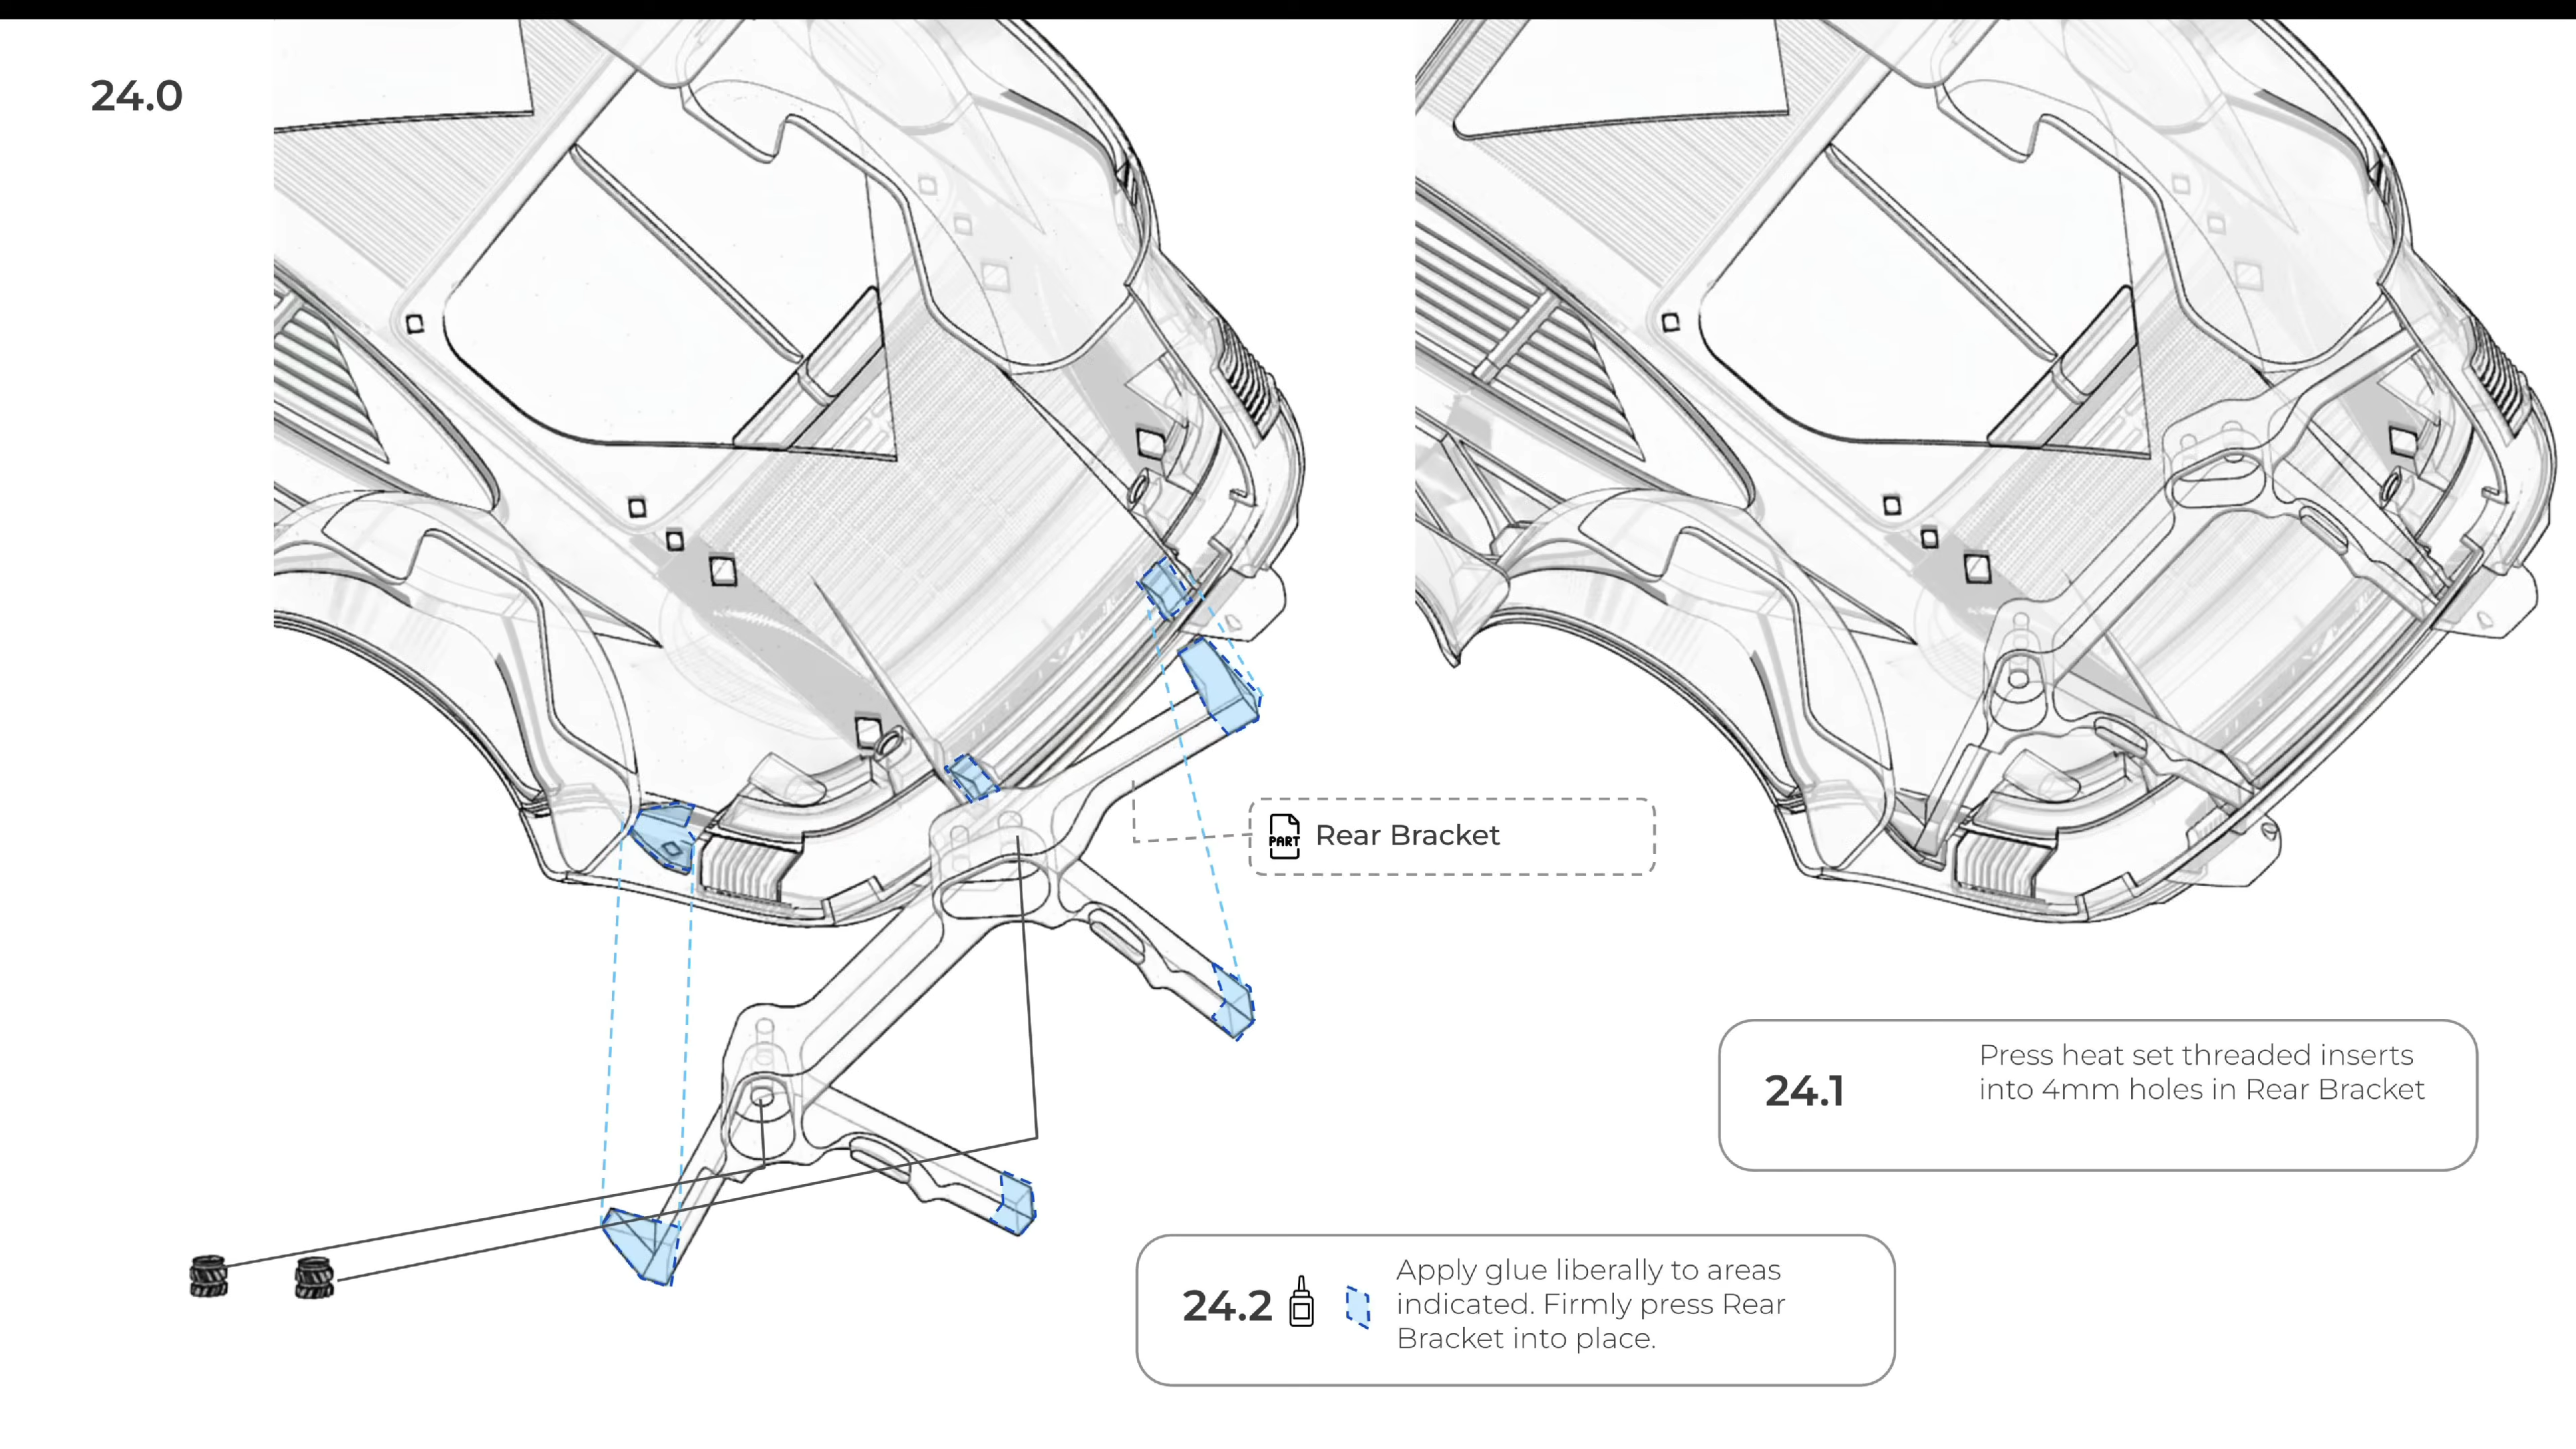 24.0
PART Rear Bracket
24.1
Press heat set threaded inserts
into 4mm holes in Rear Bracket
24.2
Apply glue liberally to areas
indicated. Firmly press Rear
Bracket into place.